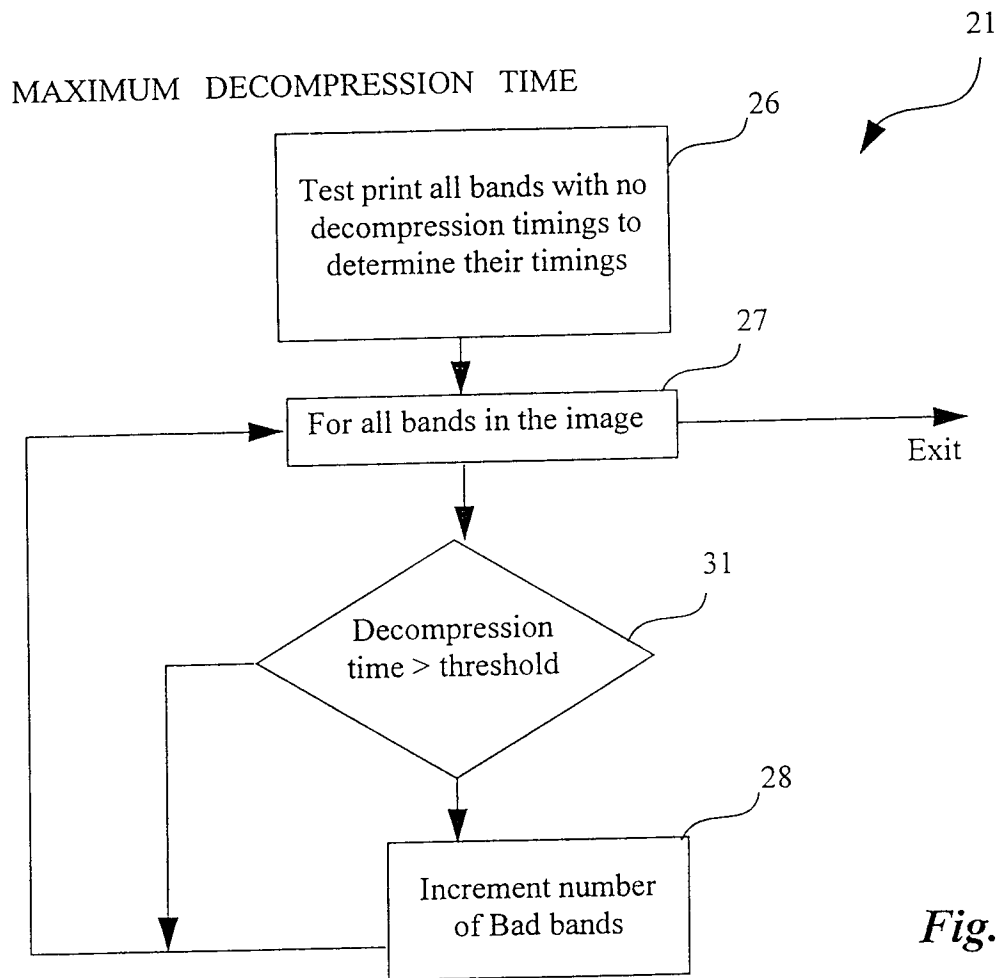 21
MAXIMUM DECOMPRESSION TIME
26
Test print all bands with no
decompression timings to
determine their timings
27
For all bands in the image
Exit
31
Decompression
time > threshold
28
Increment number
of Bad bands
Fig.